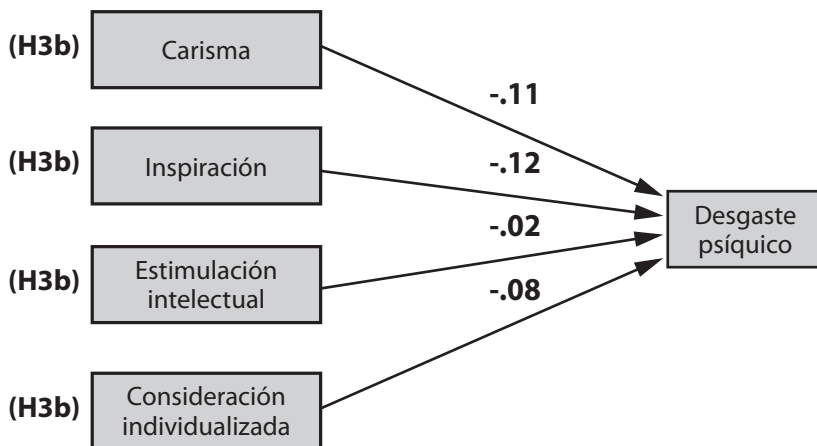 (H3b)
Carisma
-.11
(H3b)
Inspiración
-.12
Desgaste
psíquico
-.02
(H3b)
Estimulación
intelectual
-.08
(H3b)
Consideración
individualizada